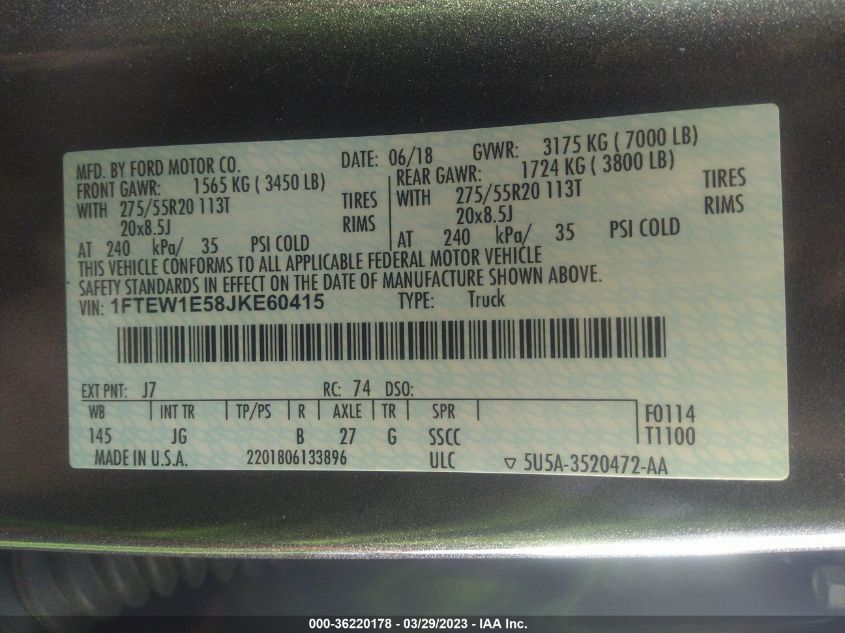 MFD. BY FORD MOTOR CO. DATE: 06/18 GVWR: 3175 KG ( 7000 LB)
FRONT GAWR: 1565 KG ( 3450 LB) REAR GAWR: 1724 KG ( 3800 LB)
WITH 275/55R20 113T TIRES WITH 275/55R20 113T TIRES
20x8.5J RIMS 20x8.5J RIMS
AT 240 kPa/ 35 PSI COLD AT 240 kPa/ 35 PSI COLD
THIS VEHICLE CONFORMS TO ALL APPLICABLE FEDERAL MOTOR VEHICLE
SAFETY STANDARDS IN EFFECT ON THE DATE OF MANUFACTURE SHOWN ABOVE.
VIN: 1FTEW1E58JKE60415 TYPE: Truck
EXT PNT: J7 RC: 74 DSO:
WB INT TR TP/PS R AXLE TR SPR F0114
145 JG B 27 G SSCC T1100
MADE IN U.S.A. 2201806133896 ULC ▽ 5U5A-3520472-AA
000-36220178 — 03/29/2023 — IAA Inc.